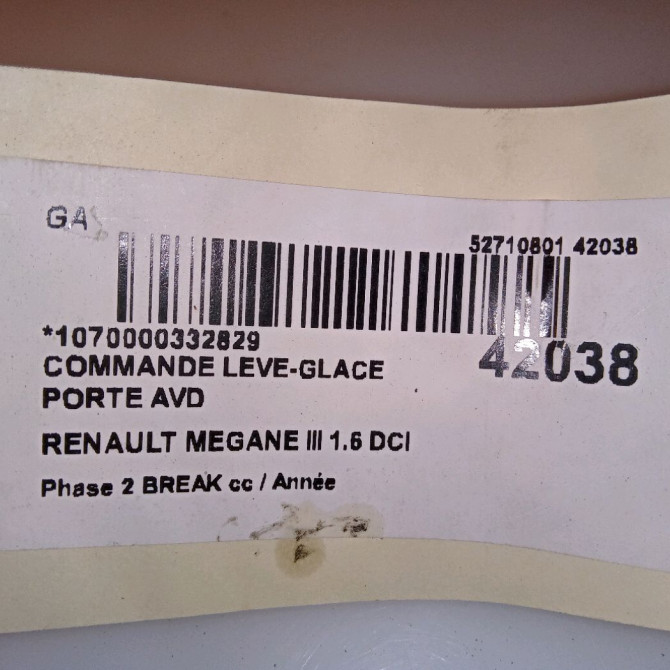 GA
52710801 42038
*1070000332829
42038
COMMANDE LEVE-GLACE
PORTE AVD
RENAULT MEGANE III 1.6 DCI
Phase 2 BREAK cc / Année